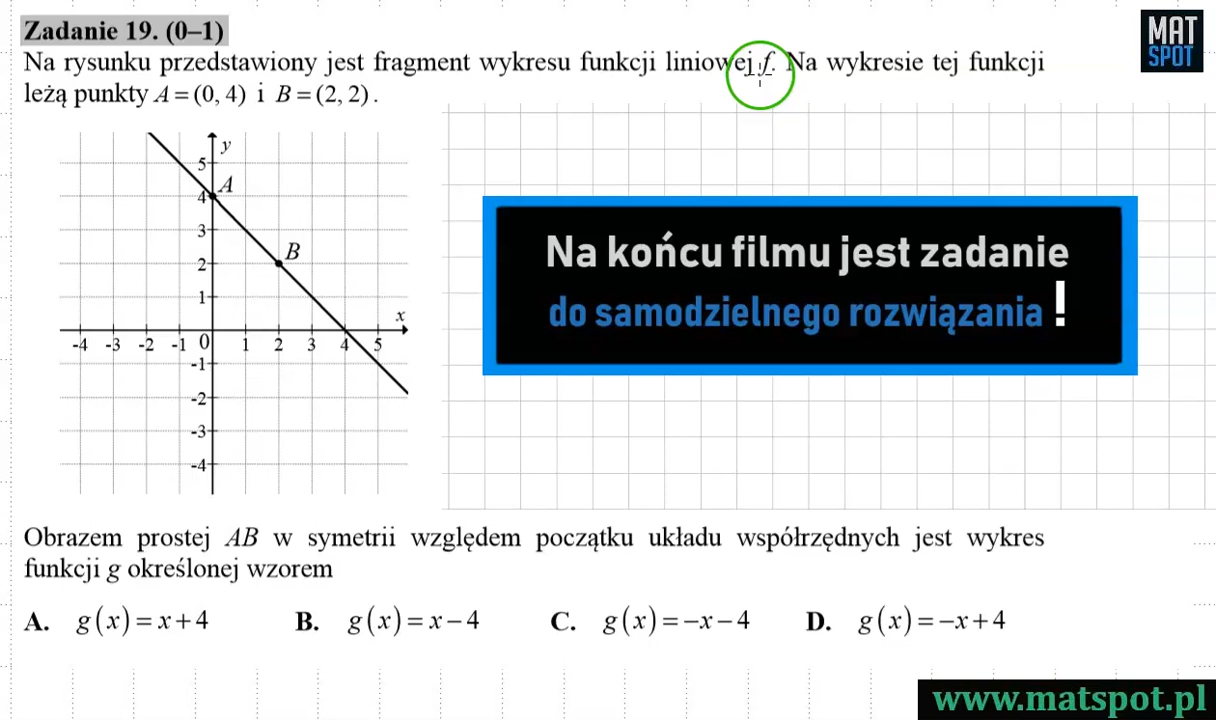 Zadanie 19. (0–1)
MAT
SPOT
Na rysunku przedstawiony jest fragment wykresu funkcji liniowej f. Na wykresie tej funkcji
leżą punkty A = (0, 4) i B = (2, 2).
y
5
A
4
3
B
2
1
x
-4 -3 -2 -1 0 1 2 3 4 5
-1
-2
-3
-4
Na końcu filmu jest zadanie
do samodzielnego rozwiązania !
Obrazem prostej AB w symetrii względem początku układu współrzędnych jest wykres
funkcji g określonej wzorem
A. g(x) = x + 4 B. g(x) = x − 4 C. g(x) = −x − 4 D. g(x) = −x + 4
www.matspot.pl